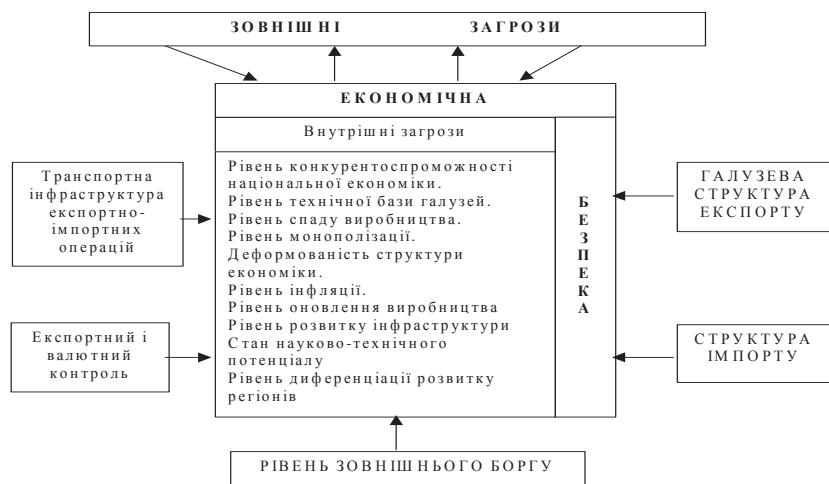 ЗОВНІШНІ ЗАГРОЗИ
ЕКОНОМІЧНА
Внутрішні загрози
Рівень конкурентоспроможності
національної економіки.
Рівень технічної бази галузей.
Рівень спаду виробництва.
Рівень монополізації.
Деформованість структури
економіки.
Рівень інфляції.
Рівень оновлення виробництва
Рівень розвитку інфраструктури
Стан науково-технічного
потенціалу
Рівень диференціації розвитку
регіонів
БЕЗПЕКА
Транспортна
інфраструктура
експортно-
імпортних
операцій
Експортний і
валютний
контроль
ГАЛУЗЕВА
СТРУКТУРА
ЕКСПОРТУ
СТРУКТУРА
ІМПОРТУ
РІВЕНЬ ЗОВНІШНЬОГО БОРГУ